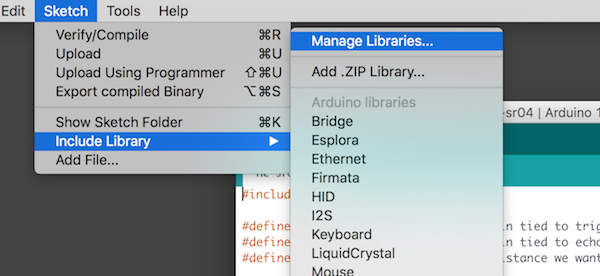 Edit Sketch Tools Help
Verify/Compile ⌘R
Upload ⌘U
Upload Using Programmer ⇧⌘U
Export compiled Binary ⌥⌘S
Show Sketch Folder ⌘K
Include Library ▶
Add File...
Manage Libraries...
Add .ZIP Library...
Arduino libraries
Bridge
Esplora
Ethernet
Firmata
HID
I2S
Keyboard
LiquidCrystal
Mouse
-sr04 | Arduino 1
#includ
#define
#define
#define
in tied to trig
in tied to echo
stance we want